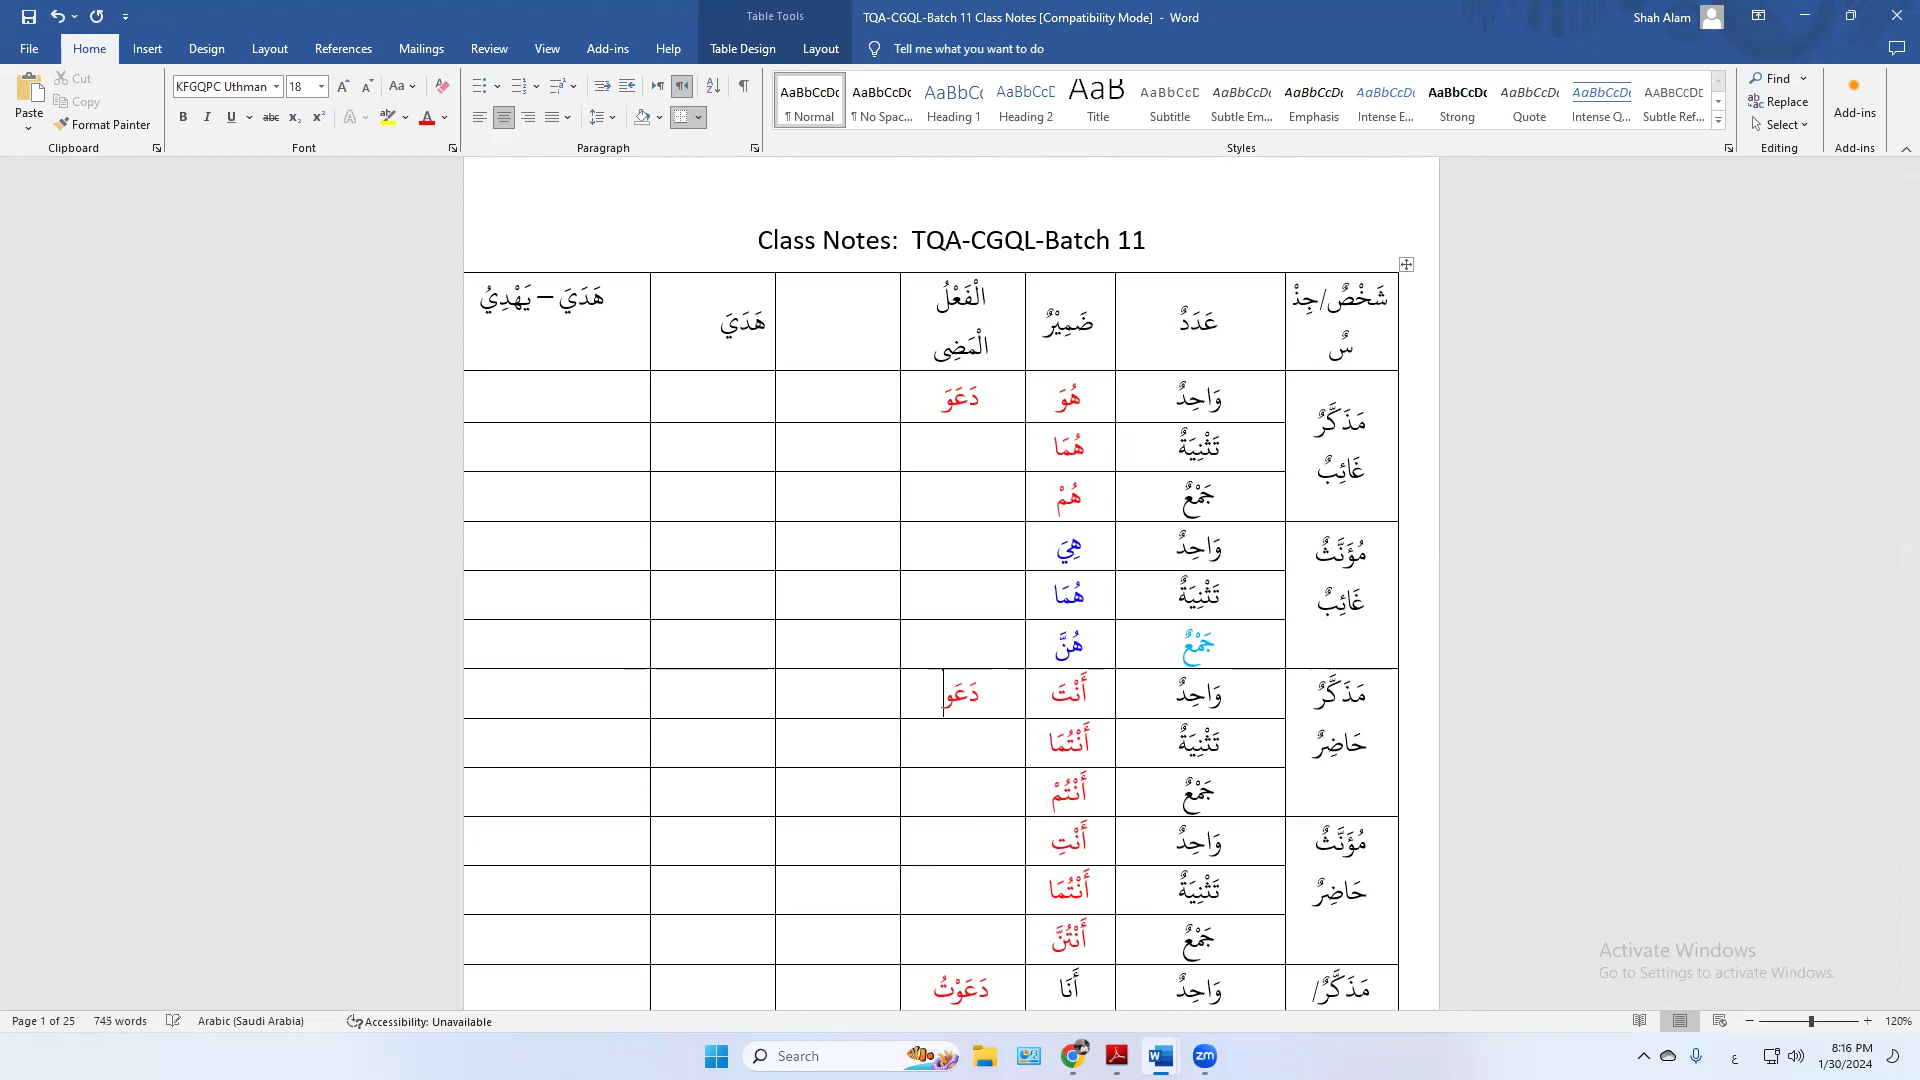 Table Tools
TQA-CGQL-Batch 11 Class Notes [Compatibility Mode] - Word
Shah Alam
File Home Insert Design Layout References Mailings Review View Add-ins Help Table Design Layout Tell me what you want to do
Paste
Cut
Copy
Format Painter
Clipboard
KFGQPC Uthman 18
Font
Paragraph
AaBbCcDc AaBbCcDc AaBbCc AaBbCcD AaB AaBbCcD AaBbCcDc AaBbCcDc AaBbCcDc AaBbCcDc AaBbCcDc AaBbCcDc AaBbCcDc
¶ Normal ¶ No Spac... Heading 1 Heading 2 Title Subtitle Subtle Em... Emphasis Intense E... Strong Quote Intense Q... Subtle Ref...
Styles
Find
Replace
Select
Editing
Add-ins
Add-ins
Class Notes: TQA-CGQL-Batch 11
شَخْصٌ/جِنْسٌ عَدَدٌ ضَمِيْرٌ الْفَعْلُ الْمَضِى هَدَيَ هَدَيَ – يَهْدِيُ
مَذَكَّرٌ غَائِبٌ وَاحِدٌ هُوَ دَعَوَ
تَثْنِيَةٌ هُمَا
جَمْعٌ هُمْ
مُؤَنَّثٌ غَائِبٌ وَاحِدٌ هِيَ
تَثْنِيَةٌ هُمَا
جَمْعٌ هُنَّ
مَذَكَّرٌ حَاضِرٌ وَاحِدٌ أَنْتَ دَعَو
تَثْنِيَةٌ أَنْتُمَا
جَمْعٌ أَنْتُمْ
مُؤَنَّثٌ حَاضِرٌ وَاحِدٌ أَنْتِ
تَثْنِيَةٌ أَنْتُمَا
جَمْعٌ أَنْتُنَّ
مَذَكَّرٌ/ وَاحِدٌ أَنَا دَعَوْتُ
Activate Windows
Go to Settings to activate Windows.
Page 1 of 25 745 words Arabic (Saudi Arabia) Accessibility: Unavailable 120%
Search
8:16 PM
1/30/2024